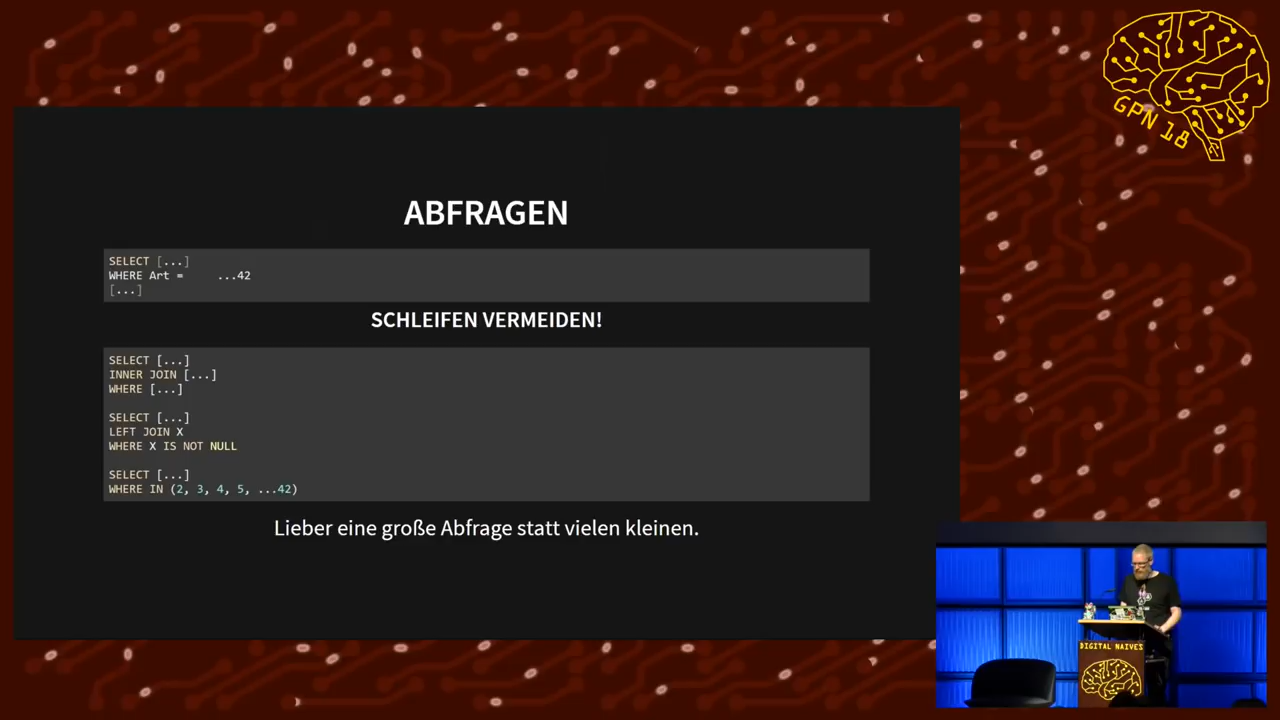 GPN 18
ABFRAGEN
SELECT [...]
WHERE Art =     ...42
[...]
SCHLEIFEN VERMEIDEN!
SELECT [...]
INNER JOIN [...]
WHERE [...]
SELECT [...]
LEFT JOIN X
WHERE X IS NOT NULL
SELECT [...]
WHERE IN (2, 3, 4, 5, ...42)
Lieber eine große Abfrage statt vielen kleinen.
DIGITAL NAIVES